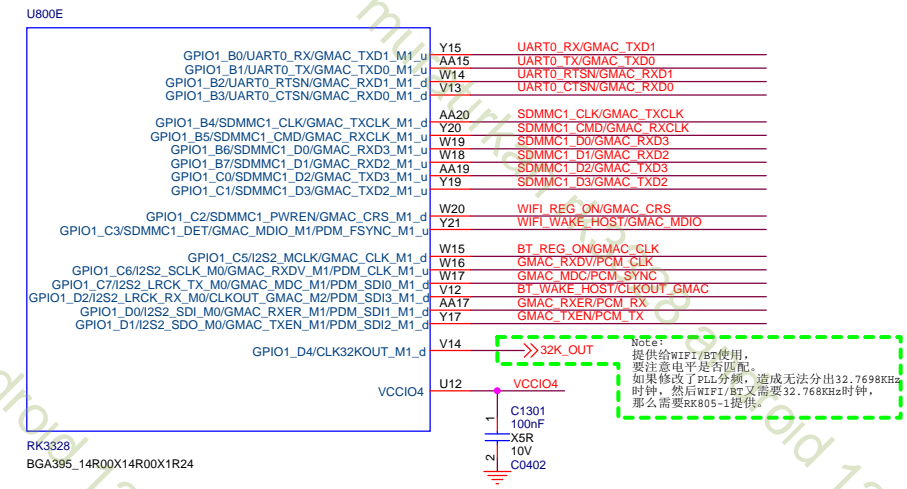 U800E
GPIO1_B0/UART0_RX/GMAC_TXD1_M1_u Y15 UART0_RX/GMAC_TXD1
GPIO1_B1/UART0_TX/GMAC_TXD0_M1_u AA15 UART0_TX/GMAC_TXD0
GPIO1_B2/UART0_RTSN/GMAC_RXD1_M1_d W14 UART0_RTSN/GMAC_RXD1
GPIO1_B3/UART0_CTSN/GMAC_RXD0_M1_d V13 UART0_CTSN/GMAC_RXD0
GPIO1_B4/SDMMC1_CLK/GMAC_TXCLK_M1_d AA20 SDMMC1_CLK/GMAC_TXCLK
GPIO1_B5/SDMMC1_CMD/GMAC_RXCLK_M1_u Y20 SDMMC1_CMD/GMAC_RXCLK
GPIO1_B6/SDMMC1_D0/GMAC_RXD3_M1_u W19 SDMMC1_D0/GMAC_RXD3
GPIO1_B7/SDMMC1_D1/GMAC_RXD2_M1_u W18 SDMMC1_D1/GMAC_RXD2
GPIO1_C0/SDMMC1_D2/GMAC_TXD3_M1_u AA19 SDMMC1_D2/GMAC_TXD3
GPIO1_C1/SDMMC1_D3/GMAC_TXD2_M1_u Y19 SDMMC1_D3/GMAC_TXD2
GPIO1_C2/SDMMC1_PWREN/GMAC_CRS_M1_d W20 WIFI_REG_ON/GMAC_CRS
GPIO1_C3/SDMMC1_DET/GMAC_MDIO_M1/PDM_FSYNC_M1_u Y21 WIFI_WAKE_HOST/GMAC_MDIO
GPIO1_C5/I2S2_MCLK/GMAC_CLK_M1_d W15 BT_REG_ON/GMAC_CLK
GPIO1_C6/I2S2_SCLK_M0/GMAC_RXDV_M1/PDM_CLK_M1_u W16 GMAC_RXDV/PCM_CLK
GPIO1_C7/I2S2_LRCK_TX_M0/GMAC_MDC_M1/PDM_SDI0_M1_d W17 GMAC_MDC/PCM_SYNC
GPIO1_D2/I2S2_LRCK_RX_M0/CLKOUT_GMAC_M2/PDM_SDI3_M1_d V12 BT_WAKE_HOST/CLKOUT_GMAC
GPIO1_D0/I2S2_SDI_M0/GMAC_RXER_M1/PDM_SDI1_M1_d AA17 GMAC_RXER/PCM_RX
GPIO1_D1/I2S2_SDO_M0/GMAC_TXEN_M1/PDM_SDI2_M1_d Y17 GMAC_TXEN/PCM_TX
GPIO1_D4/CLK32KOUT_M1_d V14 32K_OUT
Note:
提供给WIFI/BT使用,
要注意电平是否匹配。
如果修改了PLL分频，造成无法分出32.7698KHz
时钟，然后WIFI/BT又需要32.768KHz时钟，
那么需要RK805-1提供。
VCCIO4 U12 VCCIO4
1 C1301
100nF
X5R
10V
2 C0402
RK3328
BGA395_14R00X14R00X1R24